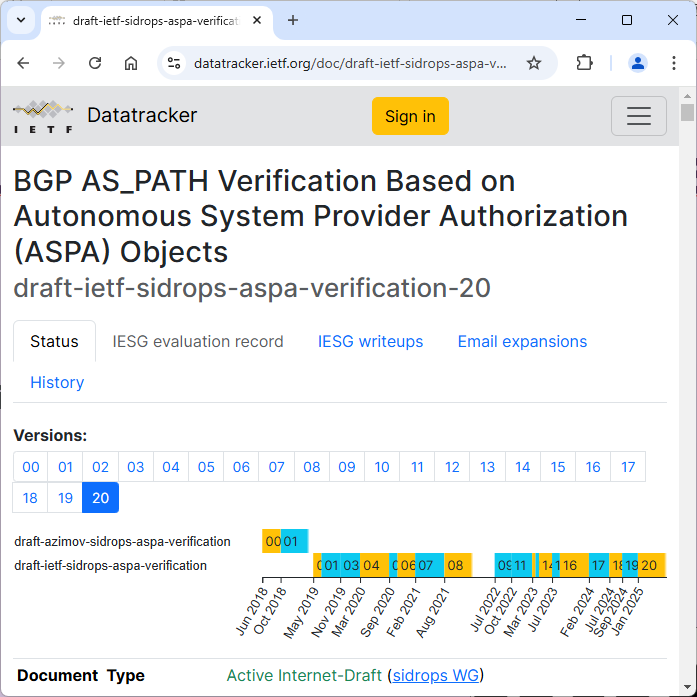 draft-ietf-sidrops-aspa-verificat
datatracker.ietf.org/doc/draft-ietf-sidrops-aspa-v...
IETF
Datatracker
Sign in
BGP AS_PATH Verification Based on
Autonomous System Provider Authorization
(ASPA) Objects
draft-ietf-sidrops-aspa-verification-20
Status IESG evaluation record IESG writeups Email expansions
History
Versions:
00 01 02 03 04 05 06 07 08 09 10 11 12 13 14 15 16 17
18 19 20
draft-azimov-sidrops-aspa-verification 00 01
draft-ietf-sidrops-aspa-verification 01 03 04 06 07 08 09 11 14 16 17 18 19 20
Jun 2018 Oct 2018 May 2019 Nov 2019 Mar 2020 Sep 2020 Feb 2021 Aug 2021 Jul 2022 Oct 2022 Mar 2023 Jul 2023 Feb 2024 Jul 2024 Sep 2024 Jan 2025
Document Type Active Internet-Draft (sidrops WG)